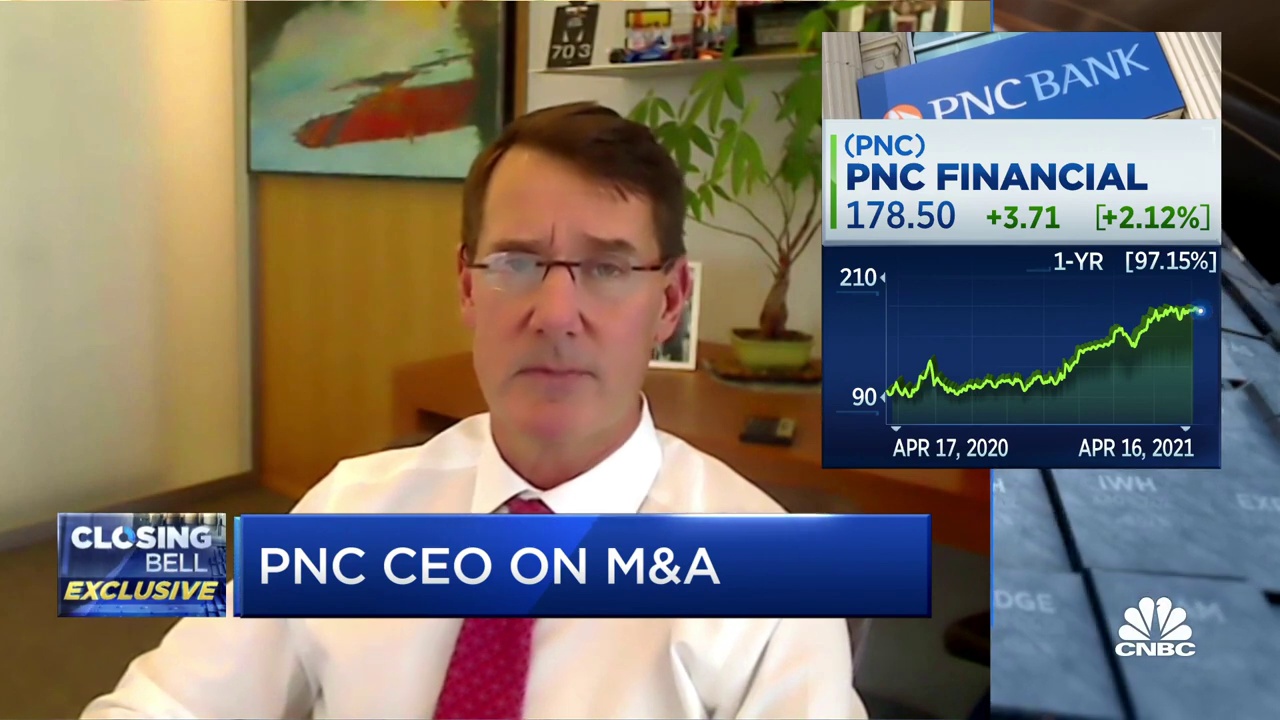 703
PNC BANK
(PNC)
PNC FINANCIAL
178.50 +3.71 [+2.12%]
1-YR [97.15%]
210
90
APR 17, 2020 APR 16, 2021
CLOSING
BELL
EXCLUSIVE
PNC CEO ON M&A
IWH
DGE
CNBC